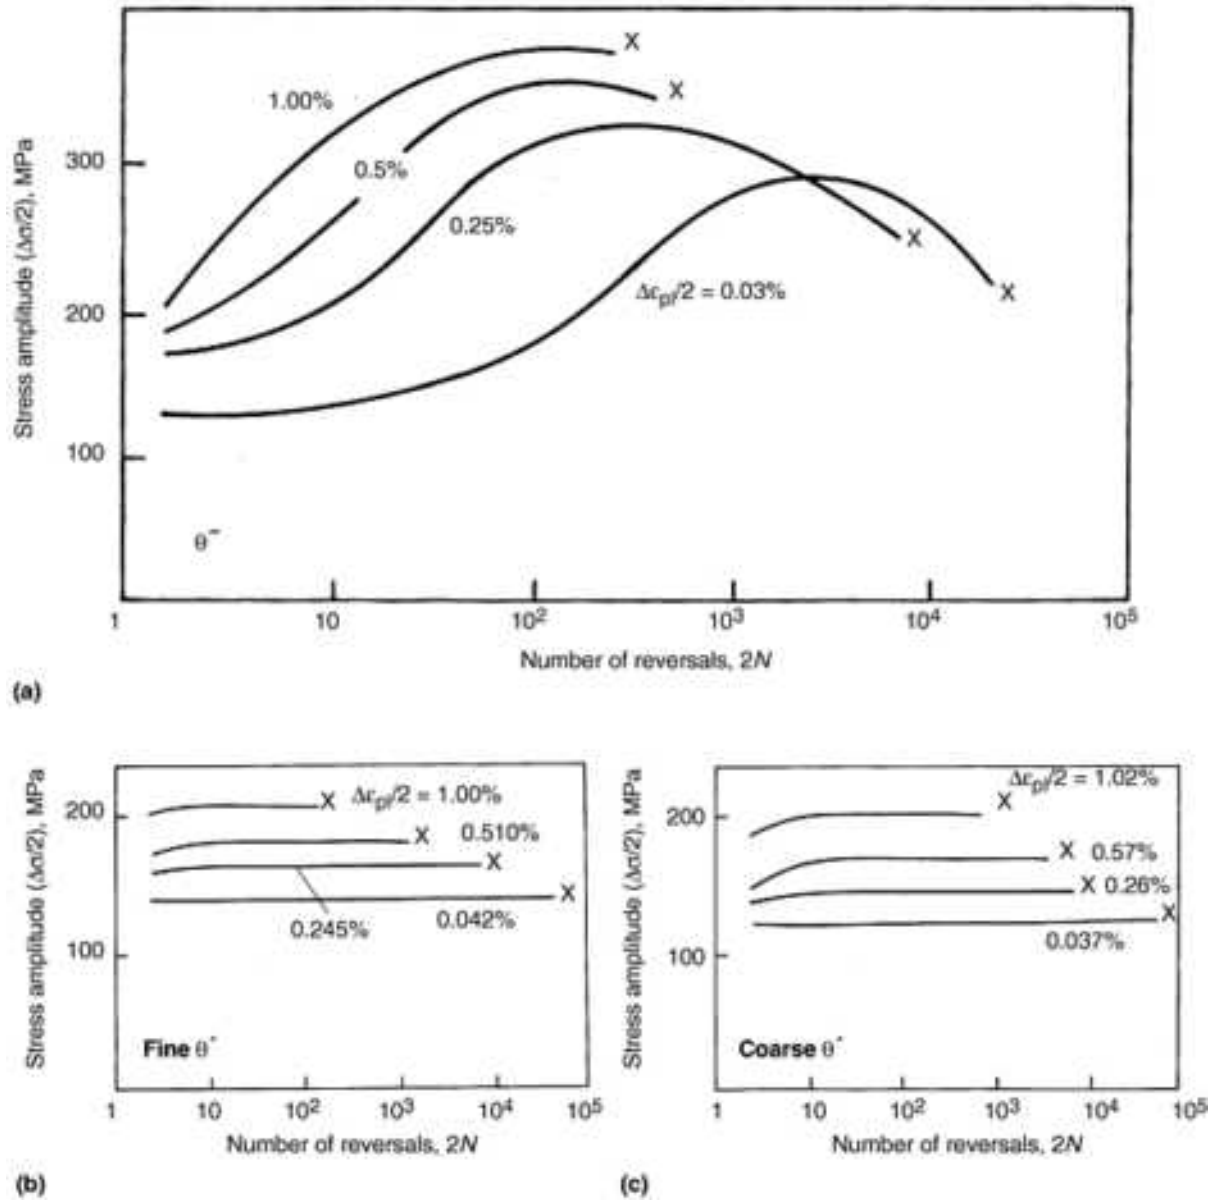 1.00%
0.5%
0.25%
Δεpl/2 = 0.03%
300
200
100
Stress amplitude (Δσ/2), MPa
θ¯
1 10 10² 10³ 10⁴ 10⁵
Number of reversals, 2N
(a)
Stress amplitude (Δσ/2), MPa
200
100
Δεpl/2 = 1.00%
0.510%
0.245%
0.042%
Fine θ'
1 10 10² 10³ 10⁴ 10⁵
Number of reversals, 2N
(b)
Stress amplitude (Δσ/2), MPa
200
100
Δεpl/2 = 1.02%
0.57%
0.26%
0.037%
Coarse θ'
1 10 10² 10³ 10⁴ 10⁵
Number of reversals, 2N
(c)